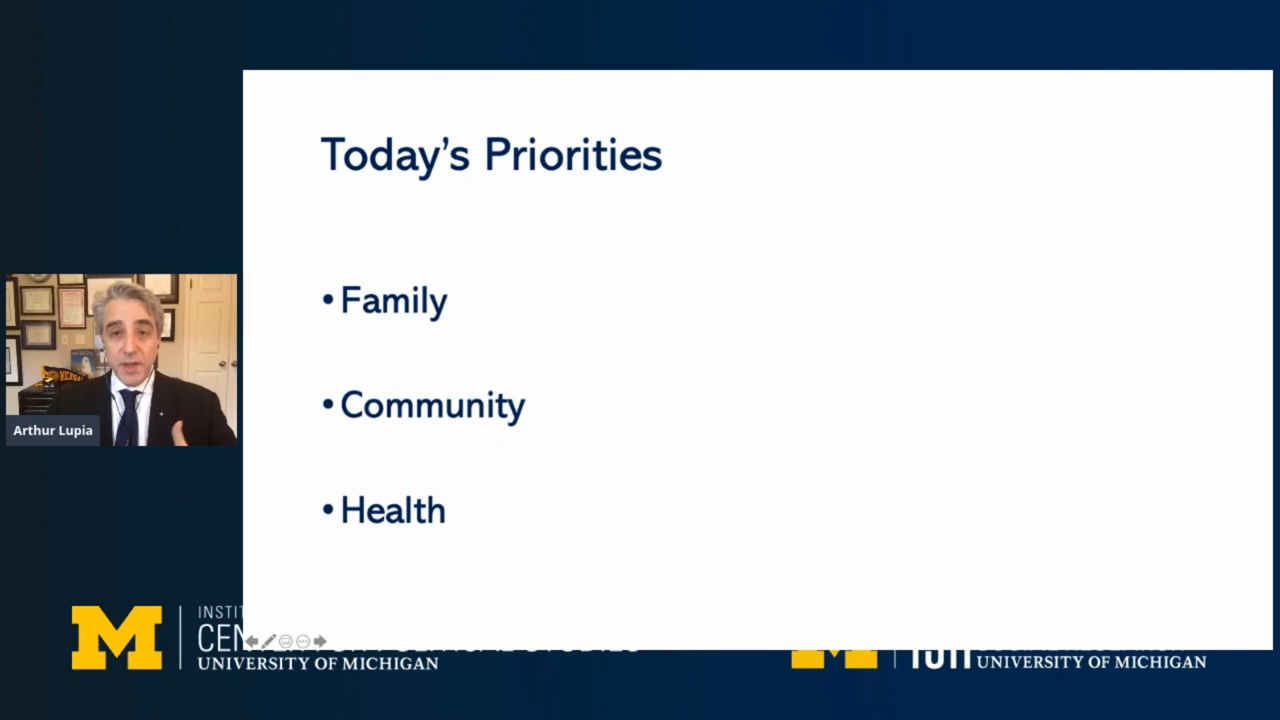 Today's Priorities
• Family
• Community
• Health
Arthur Lupia
UNIVERSITY OF MICHIGAN
UNIVERSITY OF MICHIGAN